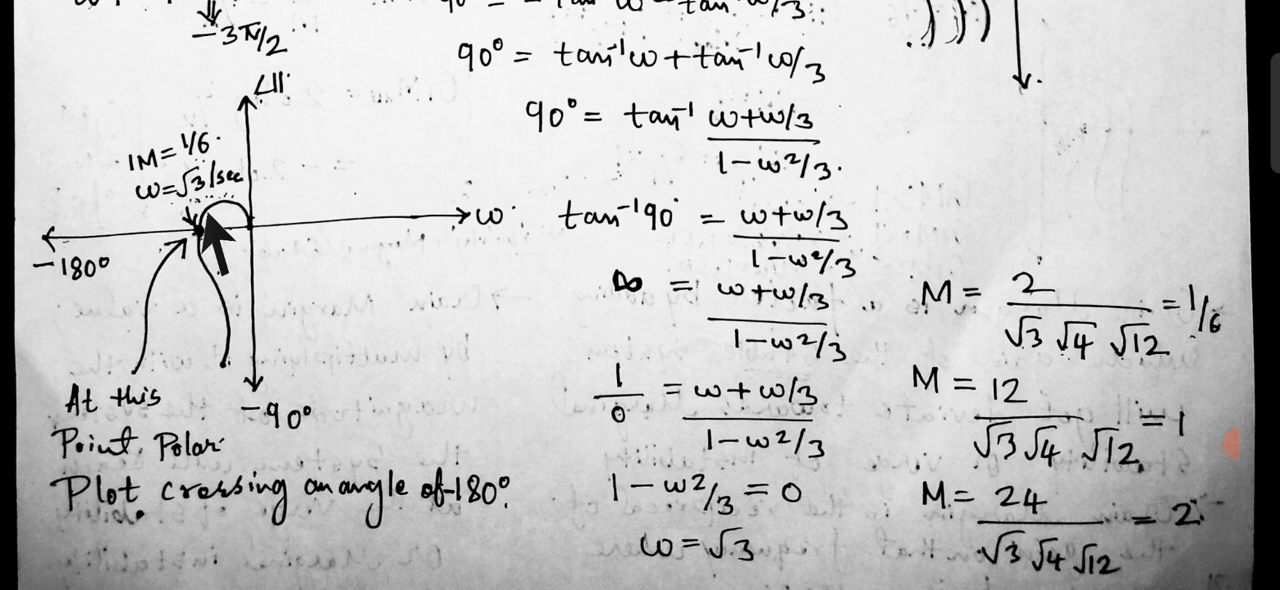 -3π/2
90° = tan⁻¹ω + tan⁻¹ω/3
90° = tan⁻¹ (ω+ω/3)/(1-ω²/3).
|M = 1/6.
ω=√3/sec
ω
-180°
-90°
At this
Point, Polar
Plot crossing an angle of -180°.
tan⁻¹90° = (ω+ω/3)/(1-ω²/3)
∞ = (ω+ω/3)/(1-ω²/3)
1/0 = (ω+ω/3)/(1-ω²/3)
1-ω²/3 = 0
ω=√3
M = 2/(√3 √4 √12) = 1/6
M = 12/(√3 √4 √12) = 1
M = 24/(√3 √4 √12) = 2